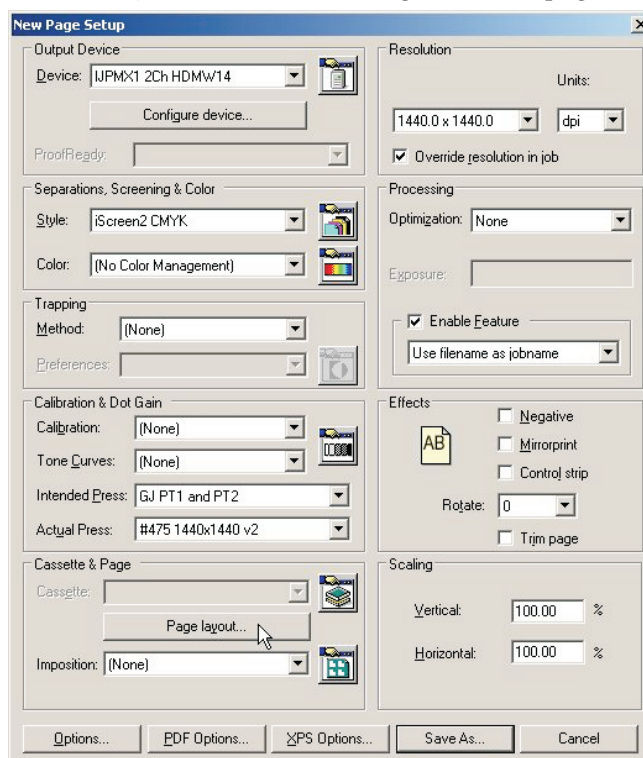 New Page Setup
Output Device
Device: IJPMX1 2Ch HDMW14
Configure device...
ProofReady:
Separations, Screening & Color
Style: iScreen2 CMYK
Color: (No Color Management)
Trapping
Method: (None)
Preferences:
Calibration & Dot Gain
Calibration: (None)
Tone Curves: (None)
Intended Press: GJ PT1 and PT2
Actual Press: #475 1440x1440 v2
Cassette & Page
Cassette:
Page layout...
Imposition: (None)
Resolution
Units:
1440.0 x 1440.0 dpi
Override resolution in job
Processing
Optimization: None
Exposure:
Enable Feature
Use filename as jobname
Effects
AB
Negative
Mirrorprint
Control strip
Rotate: 0
Trim page
Scaling
Vertical: 100.00 %
Horizontal: 100.00 %
Options... PDF Options... XPS Options... Save As... Cancel